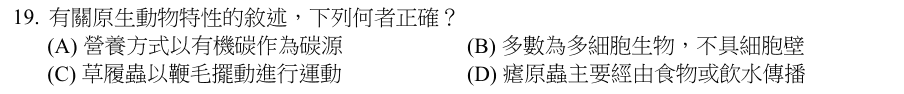 19. 有關原生動物特性的敘述，下列何者正確？
(A) 營養方式以有機碳作為碳源 (B) 多數為多細胞生物，不具細胞壁
(C) 草履蟲以鞭毛擺動進行運動 (D) 瘧原蟲主要經由食物或飲水傳播